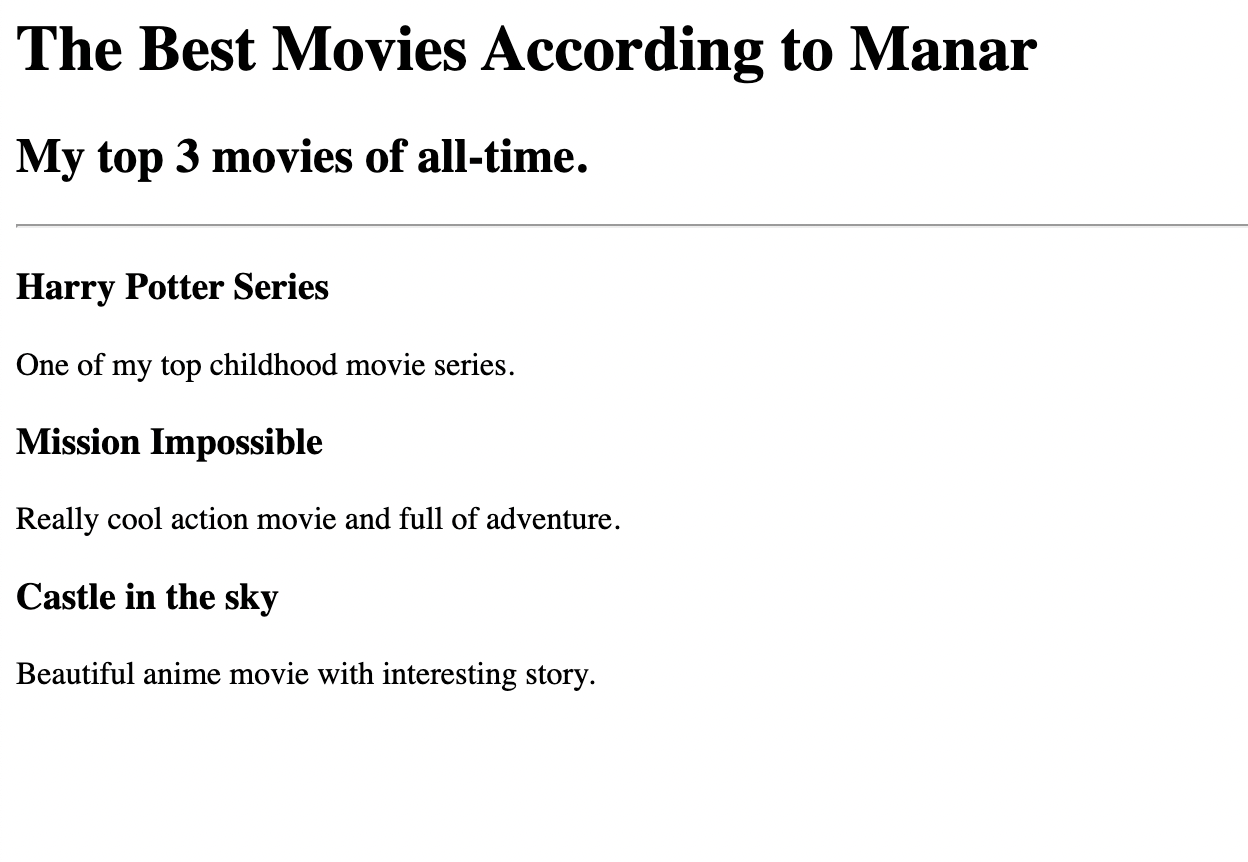 The Best Movies According to Manar
My top 3 movies of all-time.
Harry Potter Series
One of my top childhood movie series.
Mission Impossible
Really cool action movie and full of adventure.
Castle in the sky
Beautiful anime movie with interesting story.